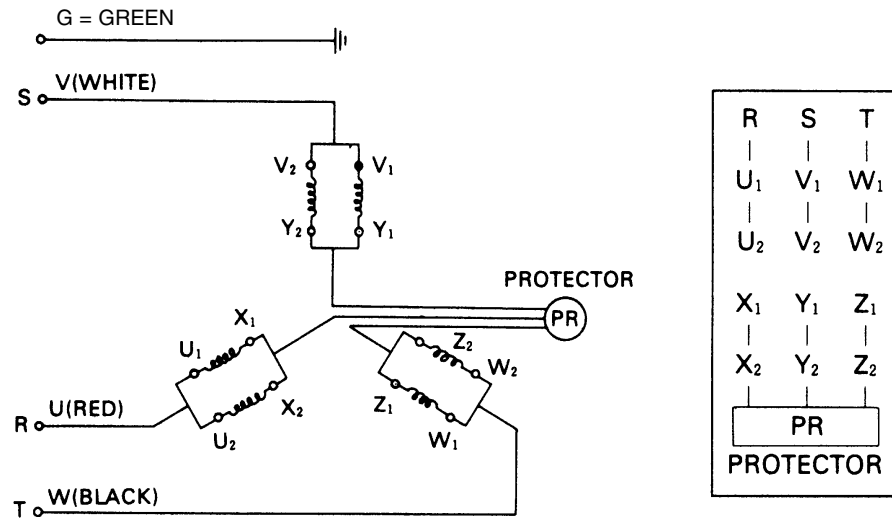 G = GREEN
V(WHITE)
S
V₂ V₁
Y₂ Y₁
PROTECTOR
PR
X₁
U₁
X₂
U₂
Z₂
W₂
Z₁
W₁
U(RED)
R
W(BLACK)
T
R S T
U₁ V₁ W₁
U₂ V₂ W₂
X₁ Y₁ Z₁
X₂ Y₂ Z₂
PR
PROTECTOR